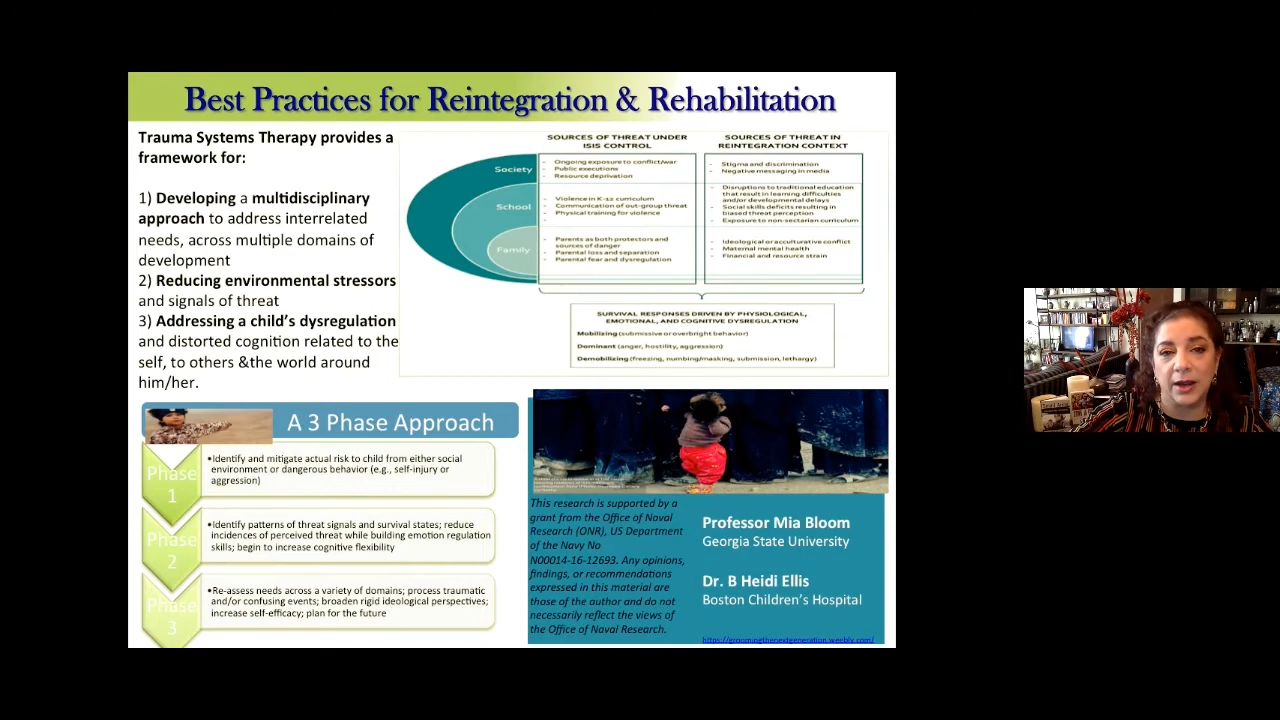 Best Practices for Reintegration & Rehabilitation
Trauma Systems Therapy provides a
framework for:
1) Developing a multidisciplinary
approach to address interrelated
needs, across multiple domains of
development
2) Reducing environmental stressors
and signals of threat
3) Addressing a child's dysregulation
and distorted cognition related to the
self, to others &the world around
him/her.
SOURCES OF THREAT UNDER
ISIS CONTROL
SOURCES OF THREAT IN
REINTEGRATION CONTEXT
Society
- Ongoing exposure to conflict/war
- Public executions
- Resource deprivation
- Stigma and discrimination
- Negative messaging in media
School
- Violence in K-12 curriculum
- Communication of out-group threat
- Physical training for violence
-
- Disruptions to traditional education
that result in learning difficulties
and/or developmental delays
- Social skills deficits resulting in
biased threat perception
- Exposure to non-sectarian curriculum
Family
- Parents as both protectors and
sources of danger
- Parental loss and separation
- Parental fear and dysregulation
- Ideological or acculturative conflict
- Maternal mental health
- Financial and resource strain
SURVIVAL RESPONSES DRIVEN BY PHYSIOLOGICAL,
EMOTIONAL, AND COGNITIVE DYSREGULATION
Mobilizing (submissive or overbright behavior)
Dominant (anger, hostility, aggression)
Demobilizing (freezing, numbing/masking, submission, lethargy)
A 3 Phase Approach
Phase
1
•Identify and mitigate actual risk to child from either social
environment or dangerous behavior (e.g., self-injury or
aggression)
Phase
2
•Identify patterns of threat signals and survival states; reduce
incidences of perceived threat while building emotion regulation
skills; begin to increase cognitive flexibility
Phase
3
•Re-assess needs across a variety of domains; process traumatic
and/or confusing events; broaden rigid ideological perspectives;
increase self-efficacy; plan for the future
This research is supported by a
grant from the Office of Naval
Research (ONR), US Department
of the Navy No
N00014-16-12693. Any opinions,
findings, or recommendations
expressed in this material are
those of the author and do not
necessarily reflect the views of
the Office of Naval Research.
Professor Mia Bloom
Georgia State University
Dr. B Heidi Ellis
Boston Children's Hospital
https://groomingthenextgeneration.weebly.com/